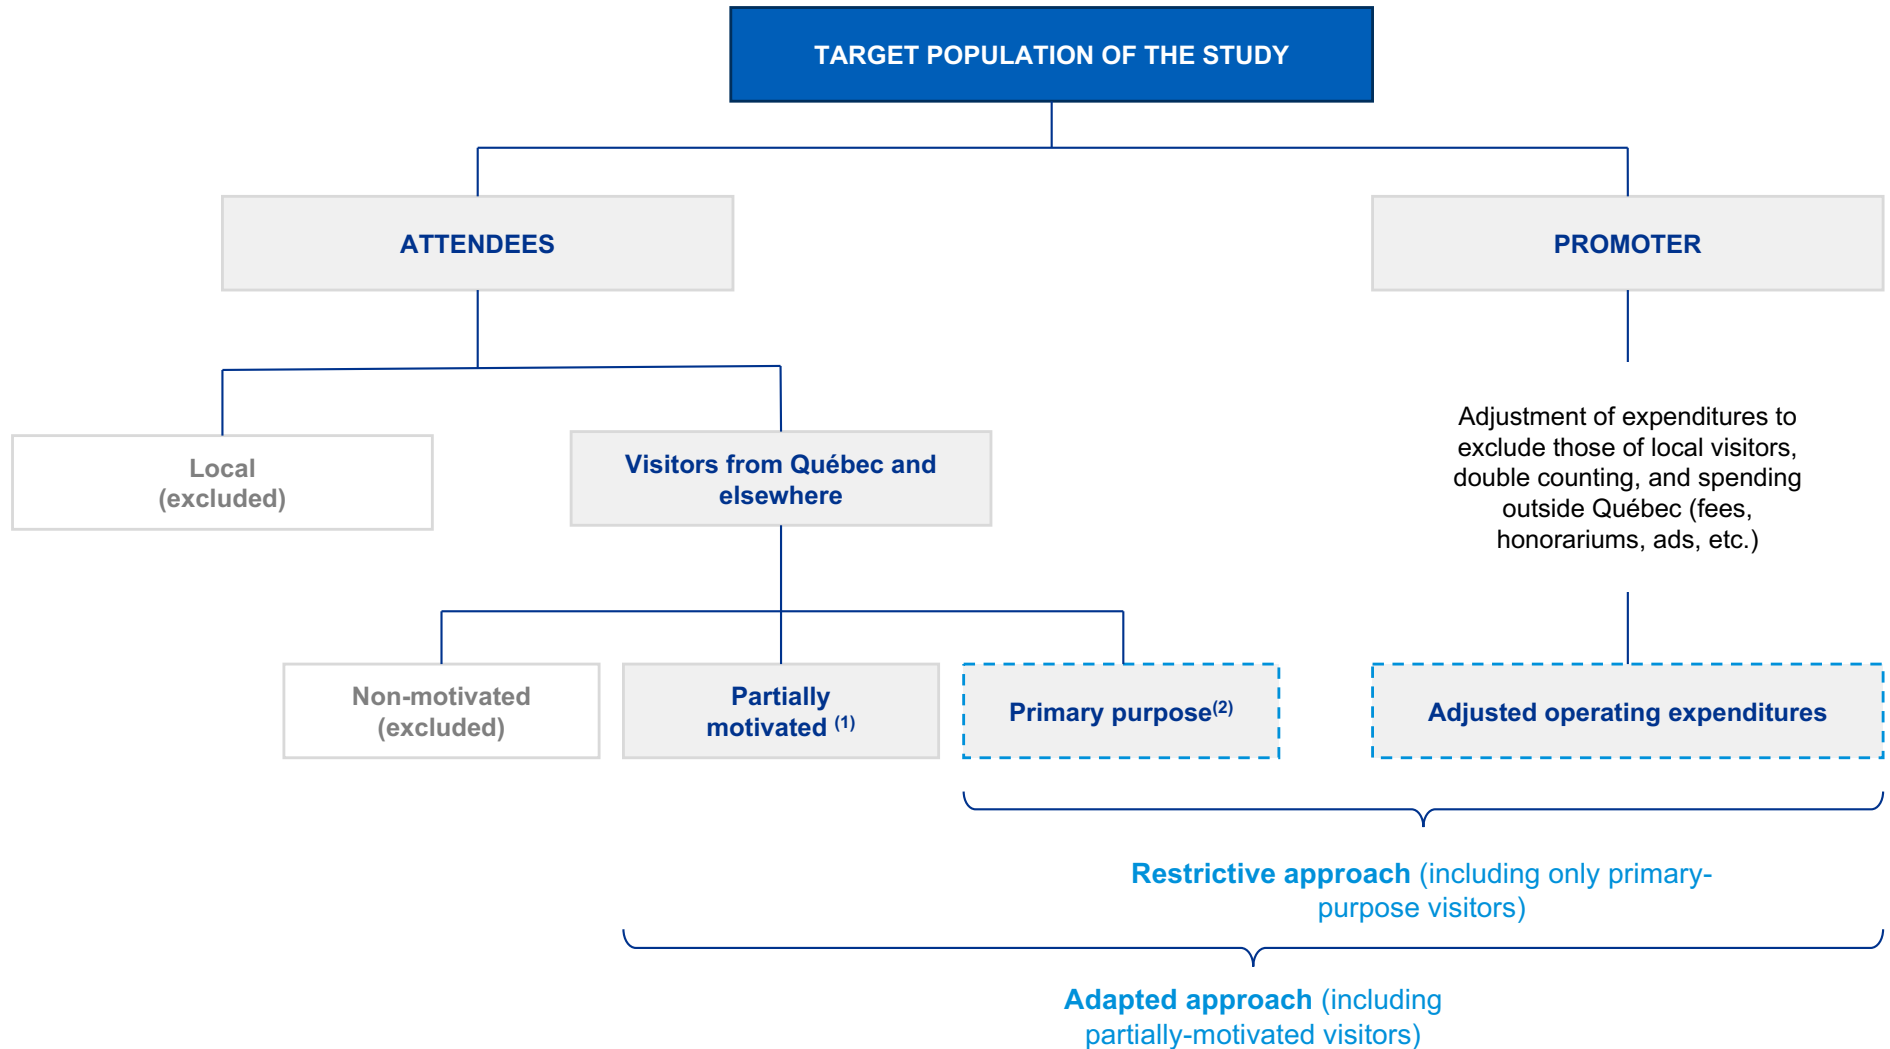 TARGET POPULATION OF THE STUDY
ATTENDEES
PROMOTER
Local
(excluded)
Visitors from Québec and
elsewhere
Adjustment of expenditures to
exclude those of local visitors,
double counting, and spending
outside Québec (fees,
honorariums, ads, etc.)
Non-motivated
(excluded)
Partially
motivated (1)
Primary purpose(2)
Adjusted operating expenditures
Restrictive approach (including only primary-
purpose visitors)
Adapted approach (including
partially-motivated visitors)